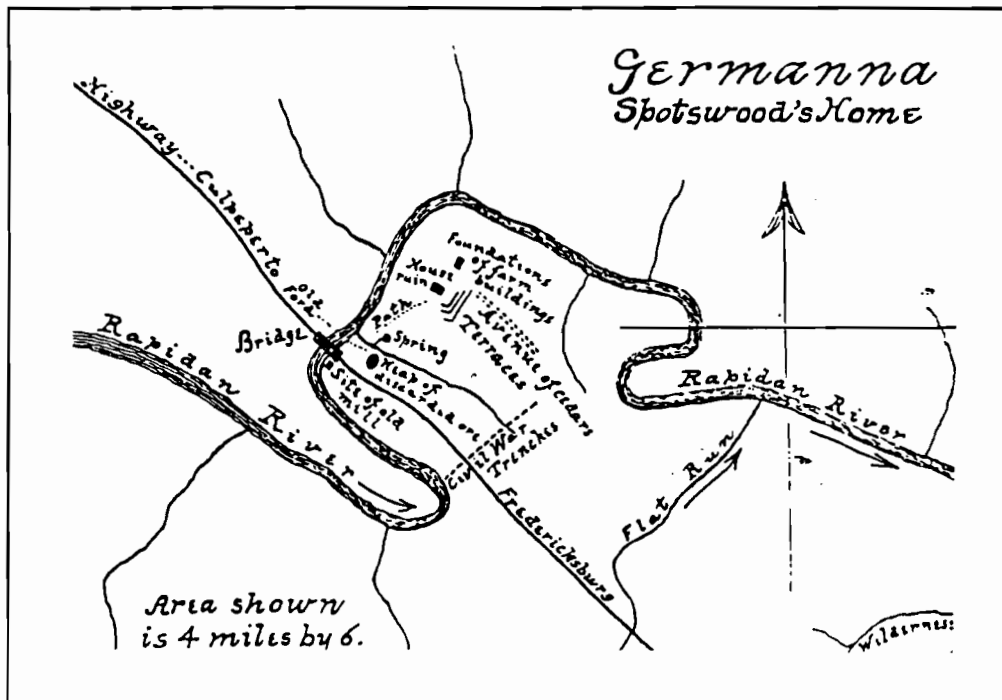 Germanna
Spotswood's Home
Highway... Culpeper to
Fredericksburg
Old
Ford
Bridge
Rapidan River
Path
House
ruin
Foundations
of farm
buildings
Avenue of cedars
Terraces
Spring
Heap of
discarded ore
Site of old
mill
Civil War
Trenches
Rapidan River
Flat Run
Area shown
is 4 miles by 6.
Wilderness